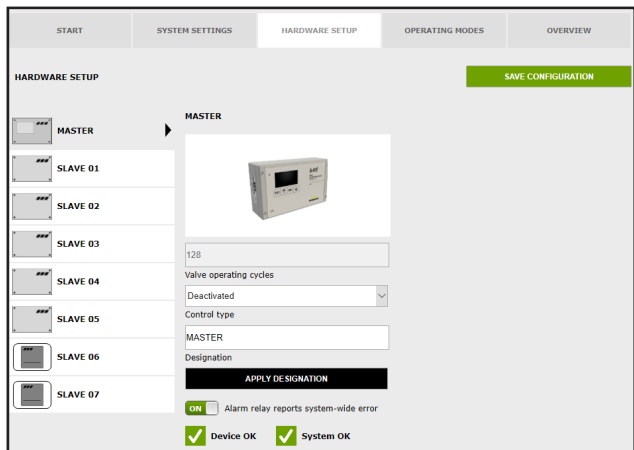 START SYSTEM SETTINGS HARDWARE SETUP OPERATING MODES OVERVIEW
HARDWARE SETUP
SAVE CONFIGURATION
MASTER
SLAVE 01
SLAVE 02
SLAVE 03
SLAVE 04
SLAVE 05
SLAVE 06
SLAVE 07
MASTER
128
Valve operating cycles
Deactivated
Control type
MASTER
Designation
APPLY DESIGNATION
ON Alarm relay reports system-wide error
Device OK System OK